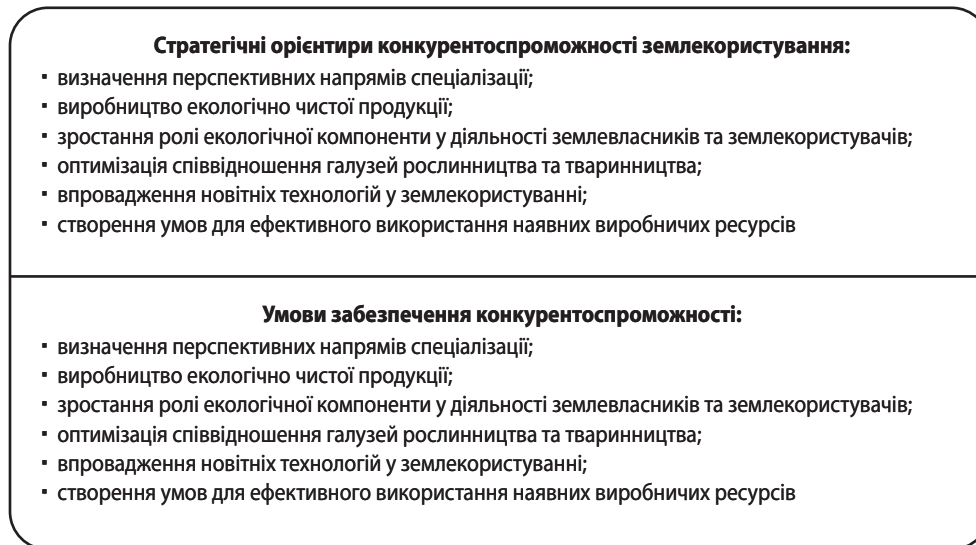 Стратегічні орієнтири конкурентоспроможності землекористування:
▪ визначення перспективних напрямів спеціалізації;
▪ виробництво екологічно чистої продукції;
▪ зростання ролі екологічної компоненти у діяльності землевласників та землекористувачів;
▪ оптимізація співвідношення галузей рослинництва та тваринництва;
▪ впровадження новітніх технологій у землекористуванні;
▪ створення умов для ефективного використання наявних виробничих ресурсів
Умови забезпечення конкурентоспроможності:
▪ визначення перспективних напрямів спеціалізації;
▪ виробництво екологічно чистої продукції;
▪ зростання ролі екологічної компоненти у діяльності землевласників та землекористувачів;
▪ оптимізація співвідношення галузей рослинництва та тваринництва;
▪ впровадження новітніх технологій у землекористуванні;
▪ створення умов для ефективного використання наявних виробничих ресурсів